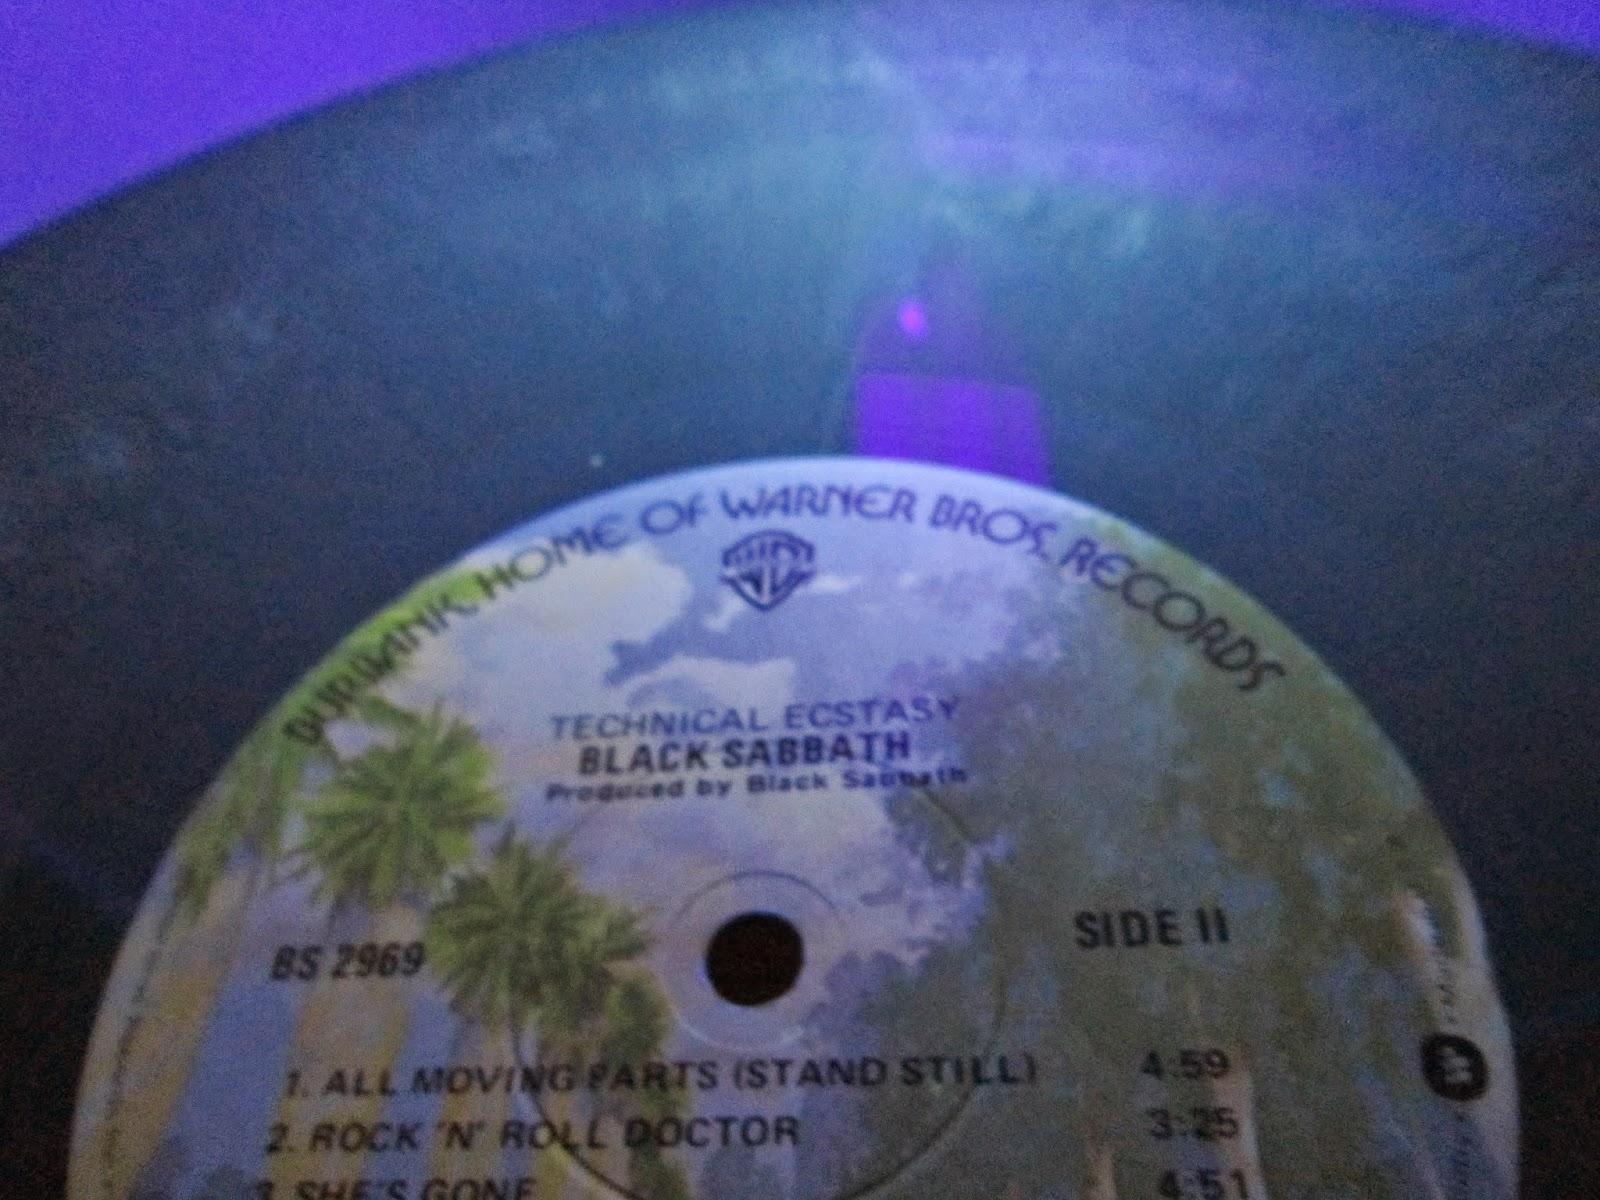 BURBANK, HOME OF WARNER BROS. RECORDS
WB
TECHNICAL ECSTASY
BLACK SABBATH
Produced by Black Sabbath
BS 2969
SIDE II
1. ALL MOVING PARTS (STAND STILL) 4:59
2. ROCK 'N' ROLL DOCTOR 3:25
3. SHE'S GONE 4:51